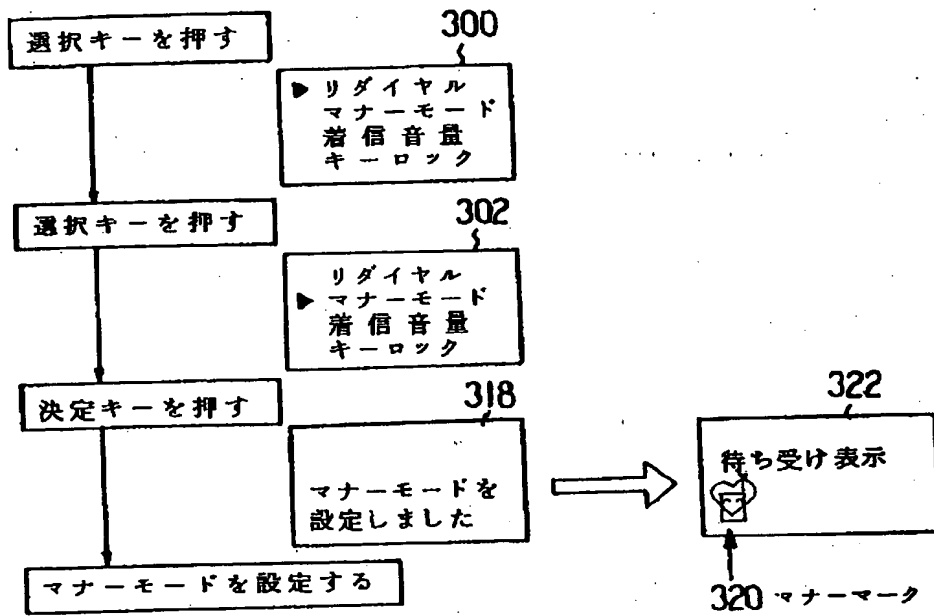 選択キーを押す
300
▶リダイヤル
マナーモード
着信音量
キーロック
選択キーを押す
302
リダイヤル
▶マナーモード
着信音量
キーロック
決定キーを押す
318
マナーモードを
設定しました
322
待ち受け表示
320 マナーマーク
マナーモードを設定する